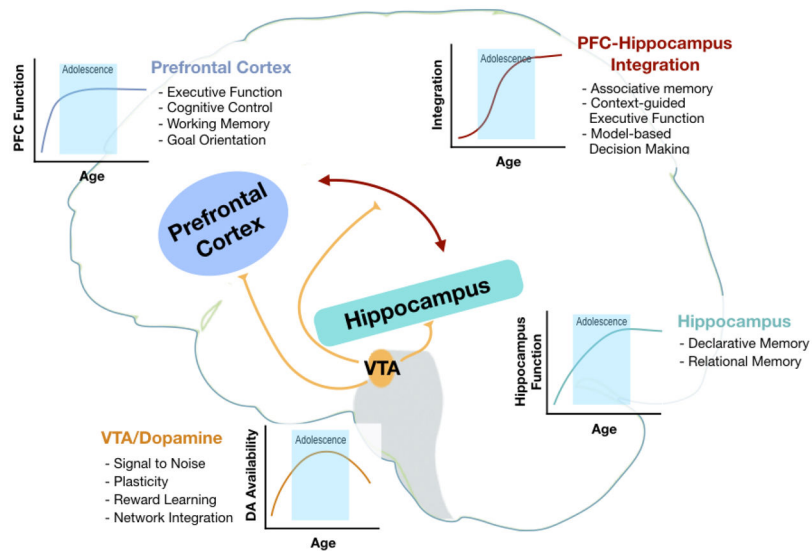 PFC Function
Adolescence
Age
Prefrontal Cortex
- Executive Function
- Cognitive Control
- Working Memory
- Goal Orientation
Integration
Adolescence
Age
PFC-Hippocampus
Integration
- Associative memory
- Context-guided
Executive Function
- Model-based
Decision Making
Prefrontal
Cortex
Hippocampus
VTA
Hippocampus
Function
Adolescence
Age
Hippocampus
- Declarative Memory
- Relational Memory
VTA/Dopamine
- Signal to Noise
- Plasticity
- Reward Learning
- Network Integration
DA Availability
Adolescence
Age